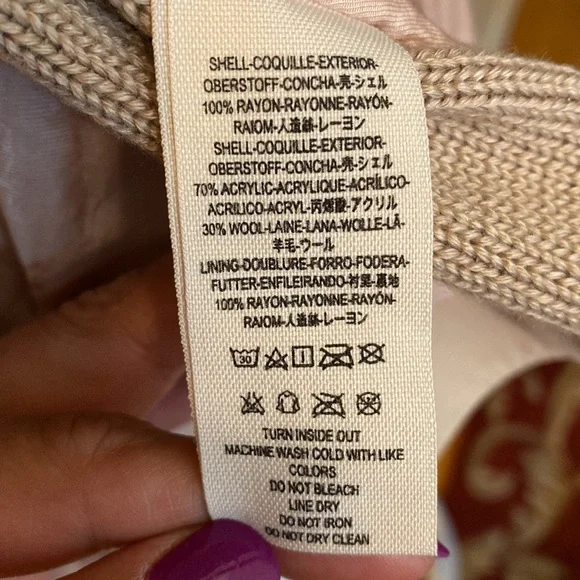 SHELL-COQUILLE-EXTERIOR-
OBERSTOFF-CONCHA-壳-シェル
100% RAYON-RAYONNE-RAYÓN-
RAIOM-人造絲-レーヨン
SHELL-COQUILLE-EXTERIOR-
OBERSTOFF-CONCHA-壳-シェル
70% ACRYLIC-ACRYLIQUE-ACRÍLICO-
ACRILICO-ACRYL-丙烯酸-アクリル
30% WOOL-LAINE-LANA-WOLLE-LÃ-
羊毛-ウール
LINING-DOUBLURE-FORRO-FODERA-
FUTTER-ENFILEIRANDO-衬里-裏地
100% RAYON-RAYONNE-RAYÓN-
RAIOM-人造絲-レーヨン
30
TURN INSIDE OUT
MACHINE WASH COLD WITH LIKE
COLORS
DO NOT BLEACH
LINE DRY
DO NOT IRON
DO NOT DRY CLEAN